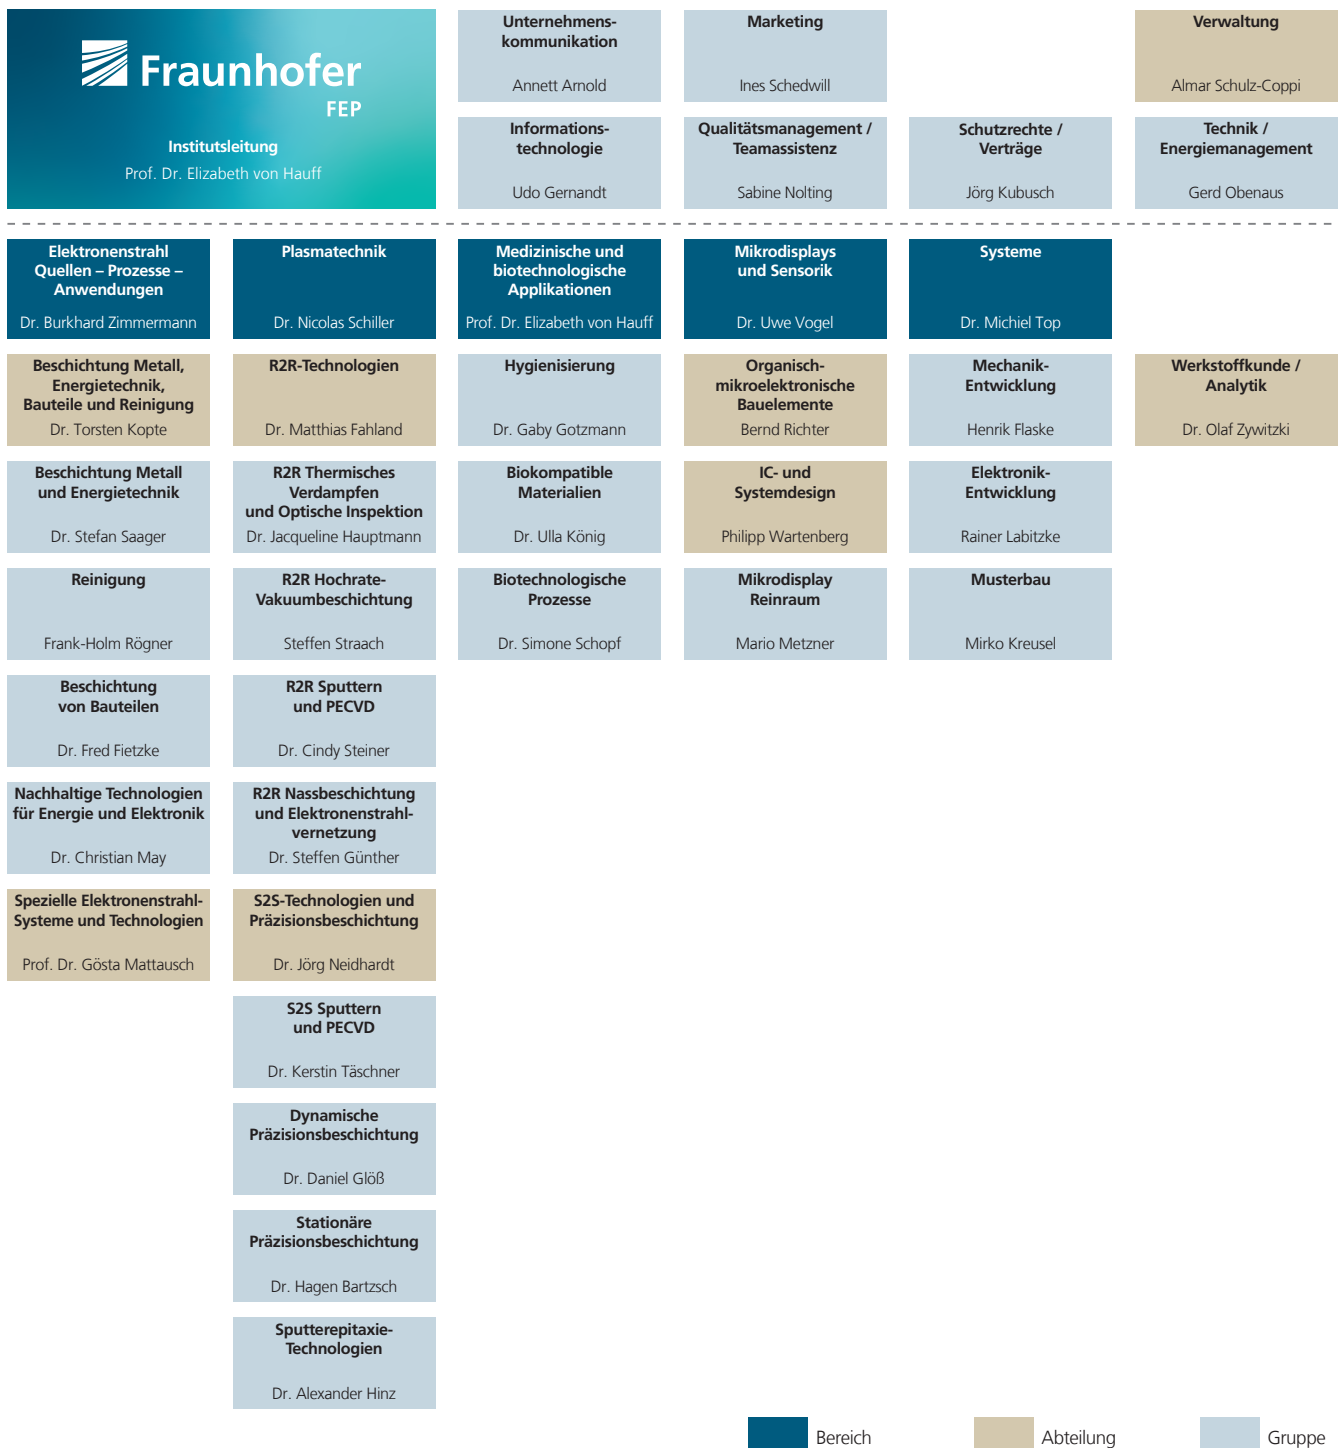 Fraunhofer
FEP
Institutsleitung
Prof. Dr. Elizabeth von Hauff
Unternehmens-
kommunikation
Annett Arnold
Marketing
Ines Schedwill
Verwaltung
Almar Schulz-Coppi
Informations-
technologie
Udo Gernandt
Qualitätsmanagement /
Teamassistenz
Sabine Nolting
Schutzrechte /
Verträge
Jörg Kubusch
Technik /
Energiemanagement
Gerd Obenaus
Elektronenstrahl
Quellen – Prozesse –
Anwendungen
Dr. Burkhard Zimmermann
Plasmatechnik
Dr. Nicolas Schiller
Medizinische und
biotechnologische
Applikationen
Prof. Dr. Elizabeth von Hauff
Mikrodisplays
und Sensorik
Dr. Uwe Vogel
Systeme
Dr. Michiel Top
Beschichtung Metall,
Energietechnik,
Bauteile und Reinigung
Dr. Torsten Kopte
R2R-Technologien
Dr. Matthias Fahland
Hygienisierung
Dr. Gaby Gotzmann
Organisch-
mikroelektronische
Bauelemente
Bernd Richter
Mechanik-
Entwicklung
Henrik Flaske
Werkstoffkunde /
Analytik
Dr. Olaf Zywitzki
Beschichtung Metall
und Energietechnik
Dr. Stefan Saager
R2R Thermisches
Verdampfen
und Optische Inspektion
Dr. Jacqueline Hauptmann
Biokompatible
Materialien
Dr. Ulla König
IC- und
Systemdesign
Philipp Wartenberg
Elektronik-
Entwicklung
Rainer Labitzke
Reinigung
Frank-Holm Rögner
R2R Hochrate-
Vakuumbeschichtung
Steffen Straach
Biotechnologische
Prozesse
Dr. Simone Schopf
Mikrodisplay
Reinraum
Mario Metzner
Musterbau
Mirko Kreusel
Beschichtung
von Bauteilen
Dr. Fred Fietzke
R2R Sputtern
und PECVD
Dr. Cindy Steiner
Nachhaltige Technologien
für Energie und Elektronik
Dr. Christian May
R2R Nassbeschichtung
und Elektronenstrahl-
vernetzung
Dr. Steffen Günther
Spezielle Elektronenstrahl-
Systeme und Technologien
Prof. Dr. Gösta Mattausch
S2S-Technologien und
Präzisionsbeschichtung
Dr. Jörg Neidhardt
S2S Sputtern
und PECVD
Dr. Kerstin Täschner
Dynamische
Präzisionsbeschichtung
Dr. Daniel Glöß
Stationäre
Präzisionsbeschichtung
Dr. Hagen Bartzsch
Sputterepitaxie-
Technologien
Dr. Alexander Hinz
Bereich
Abteilung
Gruppe